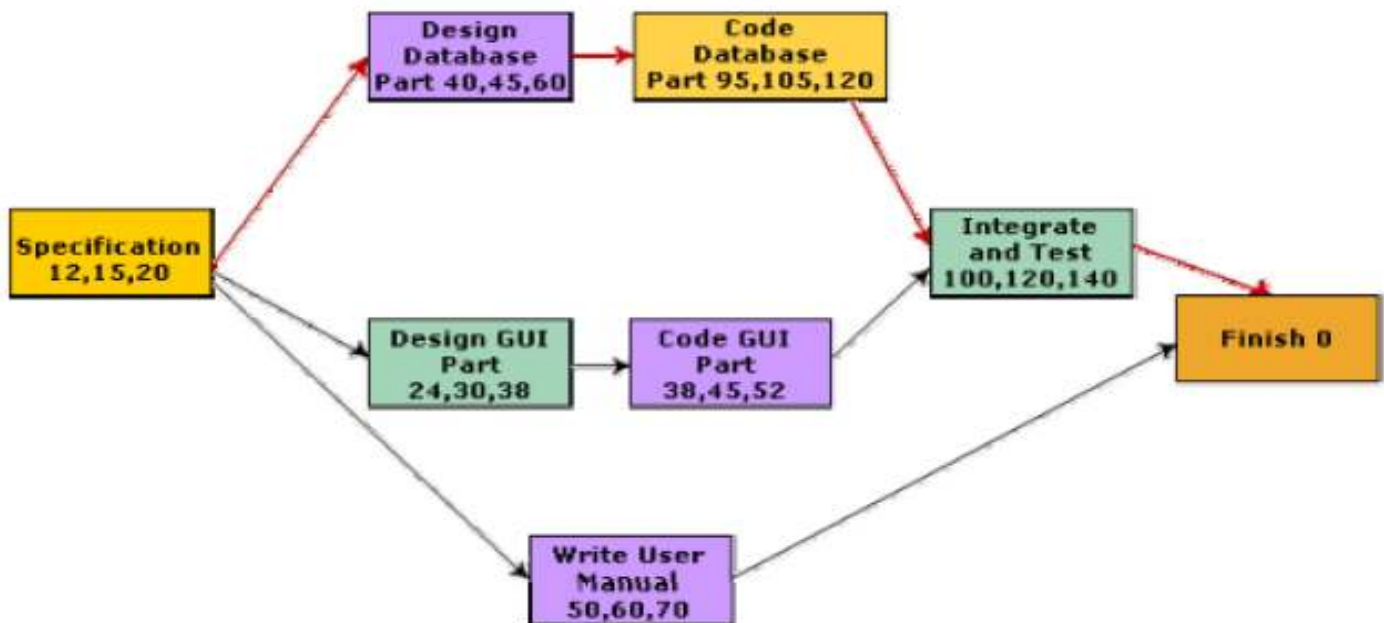 Design
Database
Part 40,45,60
Code
Database
Part 95,105,120
Specification
12,15,20
Integrate
and Test
100,120,140
Design GUI
Part
24,30,38
Code GUI
Part
38,45,52
Finish 0
Write User
Manual
50,60,70